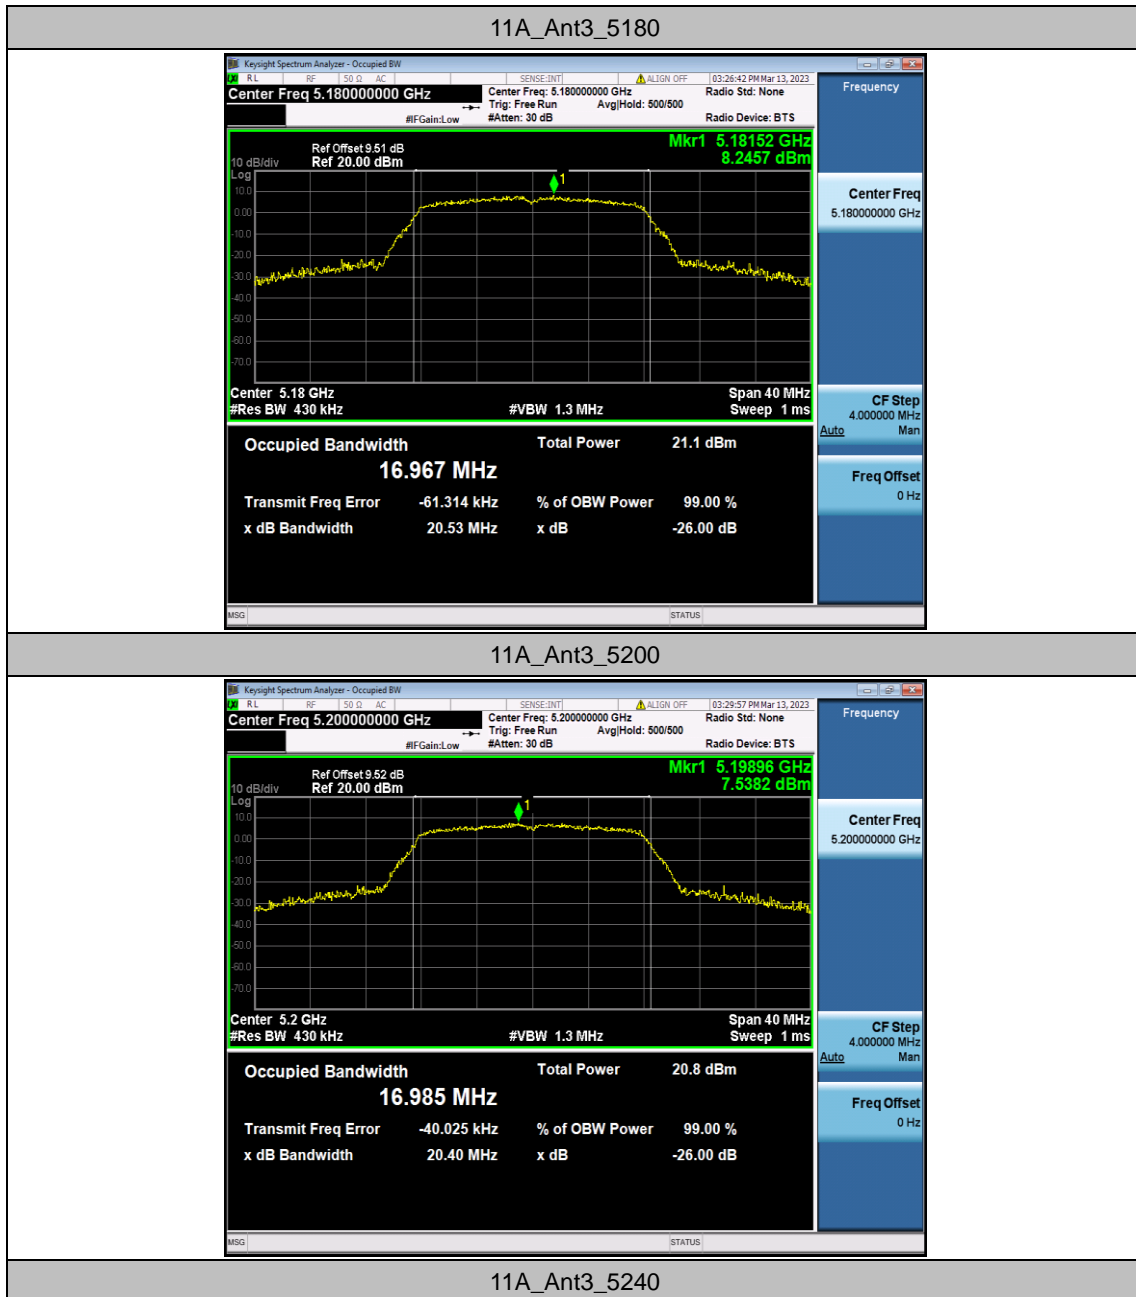 11A_Ant3_5180
Keysight Spectrum Analyzer - Occupied BW
RL RF 50 Ω AC SENSE:INT ALIGN OFF 03:26:42 PM Mar 13, 2023
Center Freq 5.180000000 GHz
Center Freq: 5.180000000 GHz Radio Std: None
Trig: Free Run Avg|Hold: 500/500
#IFGain:Low #Atten: 30 dB Radio Device: BTS
Frequency
Mkr1 5.18152 GHz
8.2457 dBm
Ref Offset 9.51 dB
10 dB/div Ref 20.00 dBm
Log
1
10.0
0.00
-10.0
-20.0
-30.0
-40.0
-50.0
-60.0
-70.0
Center 5.18 GHz Span 40 MHz
#Res BW 430 kHz #VBW 1.3 MHz Sweep 1 ms
Center Freq
5.180000000 GHz
CF Step
4.000000 MHz
Auto Man
Freq Offset
0 Hz
Occupied Bandwidth Total Power 21.1 dBm
16.967 MHz
Transmit Freq Error -61.314 kHz % of OBW Power 99.00 %
x dB Bandwidth 20.53 MHz x dB -26.00 dB
MSG STATUS
11A_Ant3_5200
Keysight Spectrum Analyzer - Occupied BW
RL RF 50 Ω AC SENSE:INT ALIGN OFF 03:29:57 PM Mar 13, 2023
Center Freq 5.200000000 GHz
Center Freq: 5.200000000 GHz Radio Std: None
Trig: Free Run Avg|Hold: 500/500
#IFGain:Low #Atten: 30 dB Radio Device: BTS
Frequency
Mkr1 5.19896 GHz
7.5382 dBm
Ref Offset 9.52 dB
10 dB/div Ref 20.00 dBm
Log
1
10.0
0.00
-10.0
-20.0
-30.0
-40.0
-50.0
-60.0
-70.0
Center 5.2 GHz Span 40 MHz
#Res BW 430 kHz #VBW 1.3 MHz Sweep 1 ms
Center Freq
5.200000000 GHz
CF Step
4.000000 MHz
Auto Man
Freq Offset
0 Hz
Occupied Bandwidth Total Power 20.8 dBm
16.985 MHz
Transmit Freq Error -40.025 kHz % of OBW Power 99.00 %
x dB Bandwidth 20.40 MHz x dB -26.00 dB
MSG STATUS
11A_Ant3_5240